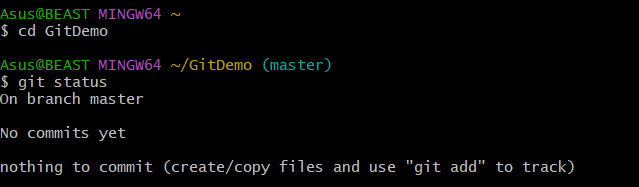 Asus@BEAST MINGW64 ~
$ cd GitDemo
Asus@BEAST MINGW64 ~/GitDemo (master)
$ git status
On branch master
No commits yet
nothing to commit (create/copy files and use "git add" to track)